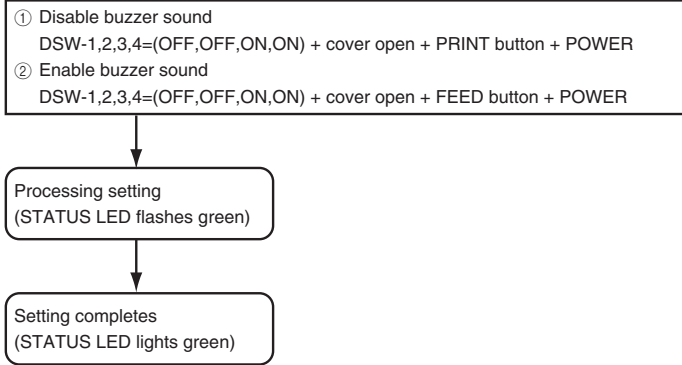 ① Disable buzzer sound
DSW-1,2,3,4=(OFF,OFF,ON,ON) + cover open + PRINT button + POWER
② Enable buzzer sound
DSW-1,2,3,4=(OFF,OFF,ON,ON) + cover open + FEED button + POWER
Processing setting
(STATUS LED flashes green)
Setting completes
(STATUS LED lights green)